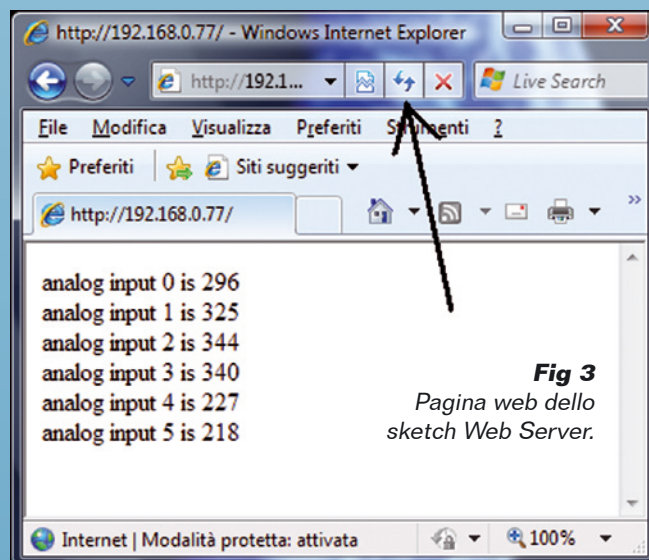 http://192.168.0.77/ - Windows Internet Explorer
http://192.1... Live Search
File Modifica Visualizza Preferiti Strumenti ?
Preferiti Siti suggeriti
http://192.168.0.77/
analog input 0 is 296
analog input 1 is 325
analog input 2 is 344
analog input 3 is 340
analog input 4 is 227
analog input 5 is 218
Fig 3
Pagina web dello
sketch Web Server.
Internet | Modalità protetta: attivata 100%